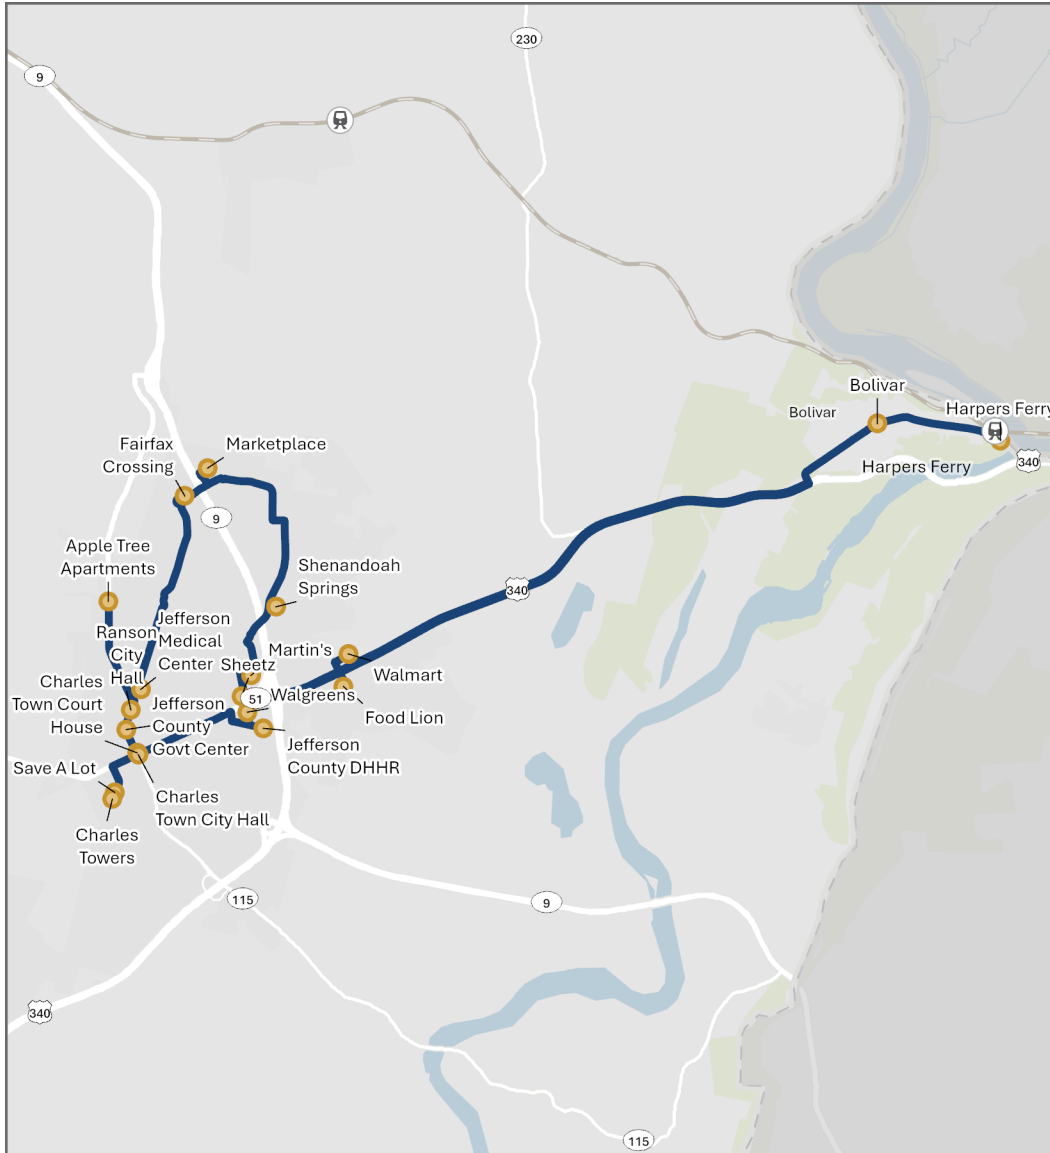 230
9
Bolivar
Bolivar
Harpers Ferry
Harpers Ferry
340
Fairfax
Crossing
Marketplace
9
Apple Tree
Apartments
Shenandoah
Springs
340
Ranson
City
Hall
Jefferson
Medical
Center
Martin's
Walmart
Sheetz
Charles
Town Court
House
51
Walgreens
Food Lion
Jefferson
County
Govt Center
Jefferson
County DHHR
Save A Lot
Charles
Town City Hall
Charles
Towers
115
9
340
115